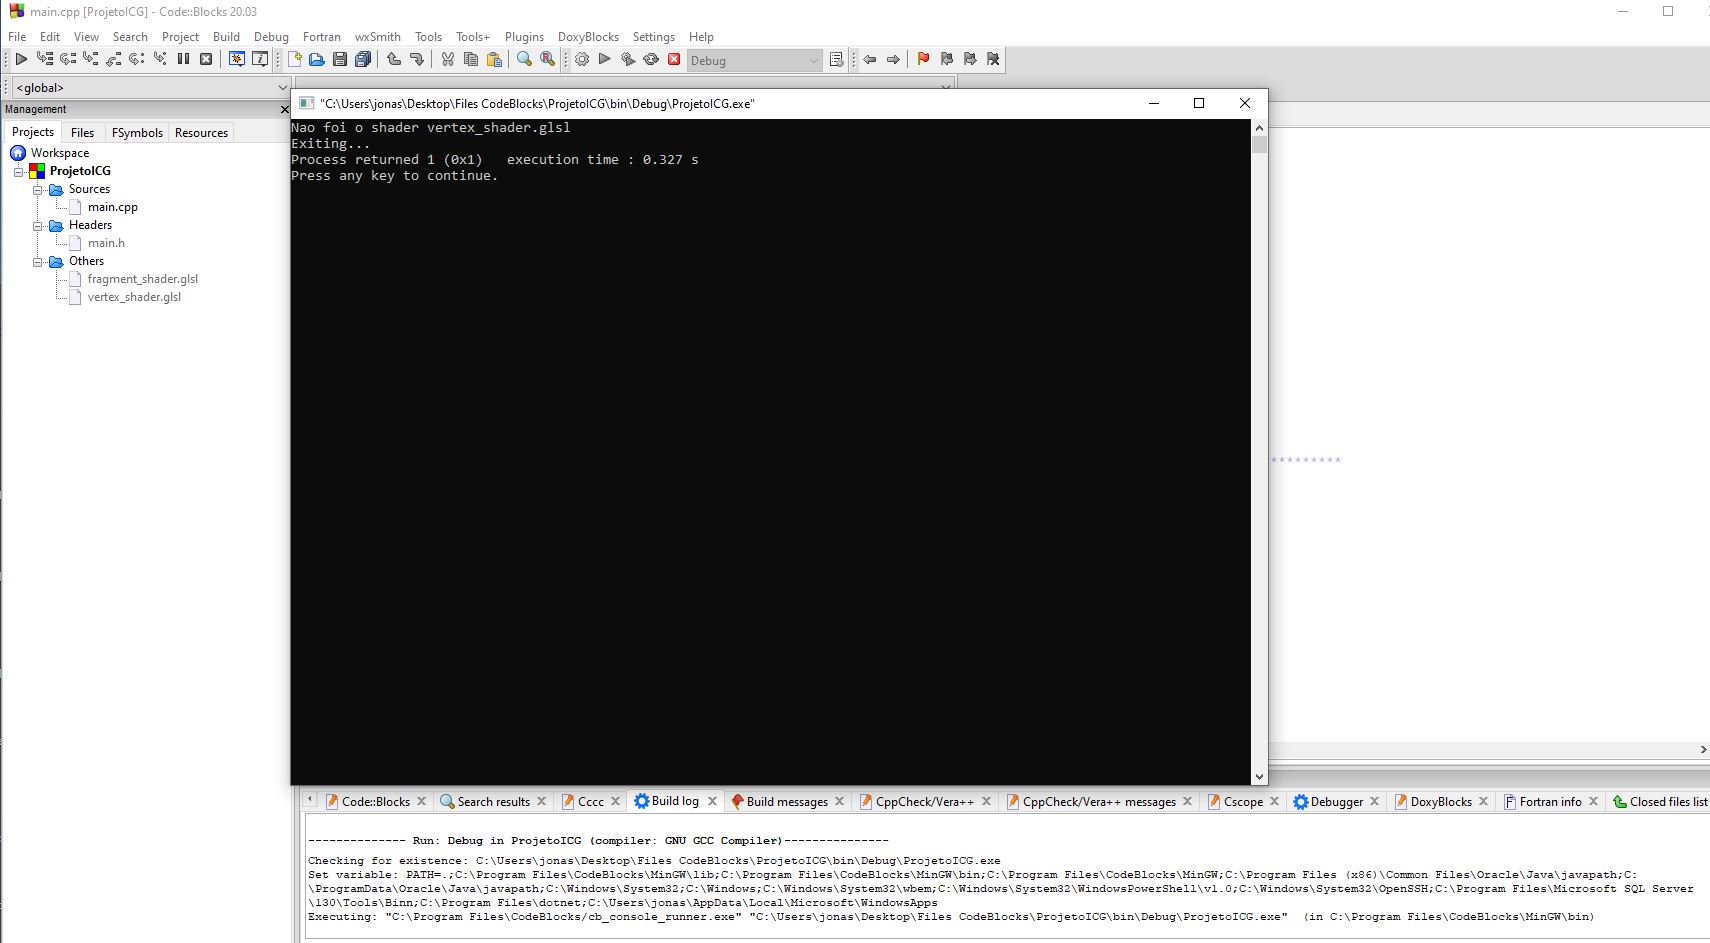 main.cpp [ProjetoICG] - Code::Blocks 20.03
File Edit View Search Project Build Debug Fortran wxSmith Tools Tools+ Plugins DoxyBlocks Settings Help
Debug
<global>
Management
"C:\Users\jonas\Desktop\Files CodeBlocks\ProjetoICG\bin\Debug\ProjetoICG.exe"
Projects Files FSymbols Resources
Workspace
ProjetoICG
Sources
main.cpp
Headers
main.h
Others
fragment_shader.glsl
vertex_shader.glsl
Nao foi o shader vertex_shader.glsl
Exiting...
Process returned 1 (0x1)   execution time : 0.327 s
Press any key to continue.
*********
Code::Blocks Search results Cccc Build log Build messages CppCheck/Vera++ CppCheck/Vera++ messages Cscope Debugger DoxyBlocks Fortran info Closed files list
-------------- Run: Debug in ProjetoICG (compiler: GNU GCC Compiler)---------------
Checking for existence: C:\Users\jonas\Desktop\Files CodeBlocks\ProjetoICG\bin\Debug\ProjetoICG.exe
Set variable: PATH=.;C:\Program Files\CodeBlocks\MinGW\lib;C:\Program Files\CodeBlocks\MinGW\bin;C:\Program Files\CodeBlocks\MinGW;C:\Program Files (x86)\Common Files\Oracle\Java\javapath;C:
\ProgramData\Oracle\Java\javapath;C:\Windows\System32;C:\Windows;C:\Windows\System32\wbem;C:\Windows\System32\WindowsPowerShell\v1.0;C:\Windows\System32\OpenSSH;C:\Program Files\Microsoft SQL Server
\130\Tools\Binn;C:\Program Files\dotnet;C:\Users\jonas\AppData\Local\Microsoft\WindowsApps
Executing: "C:\Program Files\CodeBlocks/cb_console_runner.exe" "C:\Users\jonas\Desktop\Files CodeBlocks\ProjetoICG\bin\Debug\ProjetoICG.exe"  (in C:\Program Files\CodeBlocks\MinGW\bin)